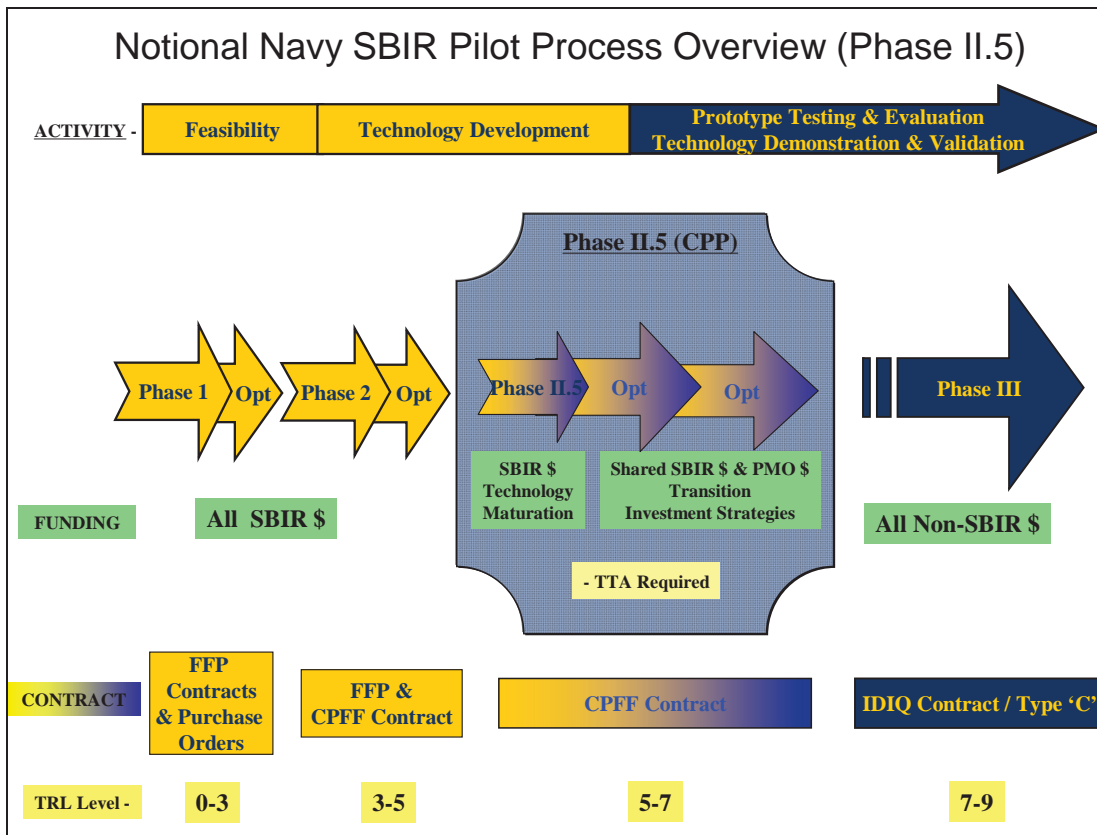 Notional Navy SBIR Pilot Process Overview (Phase II.5)
ACTIVITY -
Feasibility
Technology Development
Prototype Testing & Evaluation
Technology Demonstration & Validation
Phase II.5 (CPP)
Phase 1
Opt
Phase 2
Opt
Phase II.5
Opt
Opt
Phase III
FUNDING
All SBIR $
SBIR $
Technology
Maturation
Shared SBIR $ & PMO $
Transition
Investment Strategies
All Non-SBIR $
- TTA Required
CONTRACT
FFP
Contracts
& Purchase
Orders
FFP &
CPFF Contract
CPFF Contract
IDIQ Contract / Type ‘C’
TRL Level -
0-3
3-5
5-7
7-9